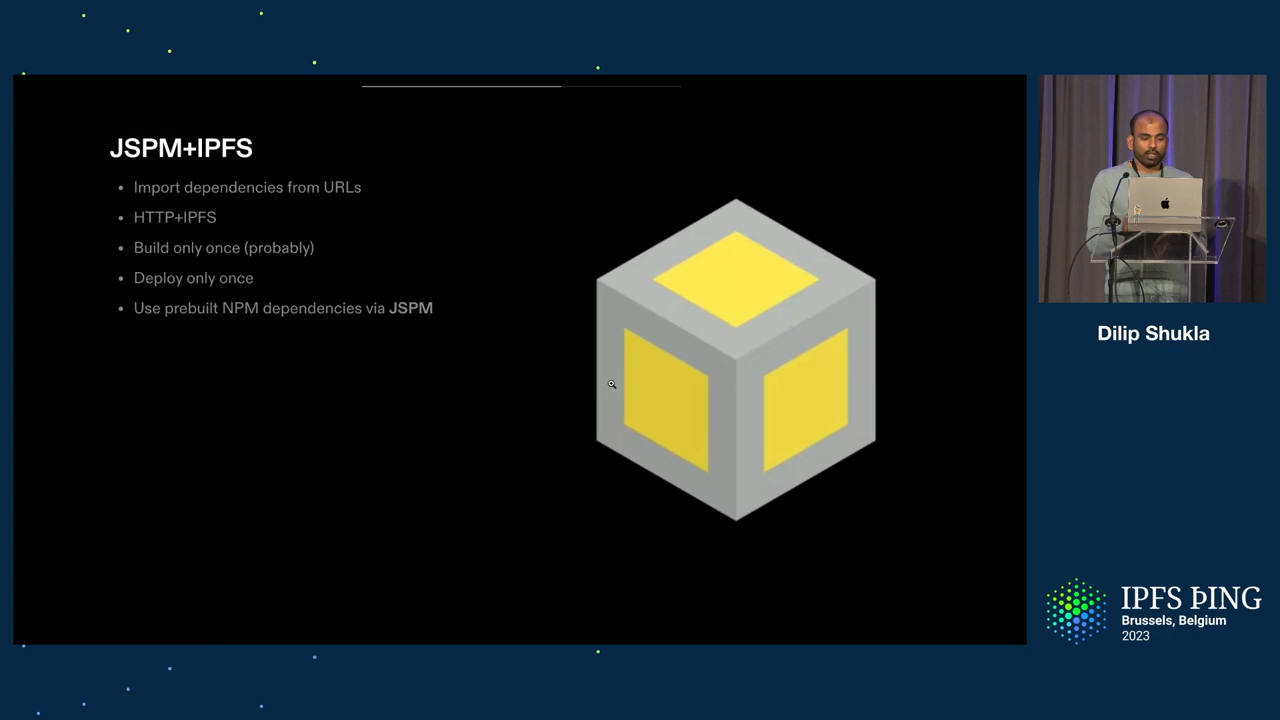 JSPM+IPFS
• Import dependencies from URLs
• HTTP+IPFS
• Build only once (probably)
• Deploy only once
• Use prebuilt NPM dependencies via JSPM
Dilip Shukla
IPFS ÞING
Brussels, Belgium
2023